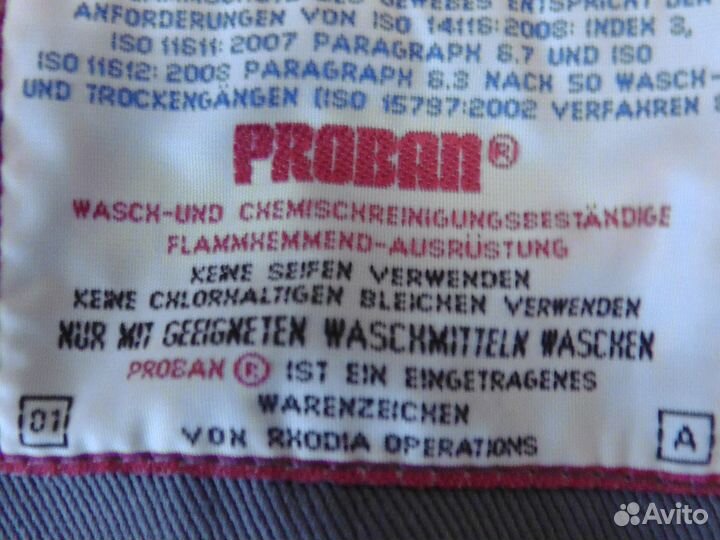 GEWEBES ENTSPRICHT DER
ANFORDERUNGEN VON ISO 14116:2008: INDEX 3,
ISO 11611: 2007 PARAGRAPH 6.7 UND ISO
ISO 11612: 2008 PARAGRAPH 6.3 NACH 50 WASCH-
UND TROCKENGÄNGEN (ISO 15797:2002 VERFAHREN
PROBAN®
WASCH-UND CHEMISCHREINIGUNGSBESTÄNDIGE
FLAMMHEMMEND-AUSRÜSTUNG
KEINE SEIFEN VERWENDEN
KEINE CHLORHALTIGEN BLEICHEN VERWENDEN
NUR MIT GEEIGNETEN WASCHMITTELN WASCHEN
PROBAN ® IST EIN EINGETRAGENES
WARENZEICHEN
VON RHODIA OPERATIONS
01
A
Avito